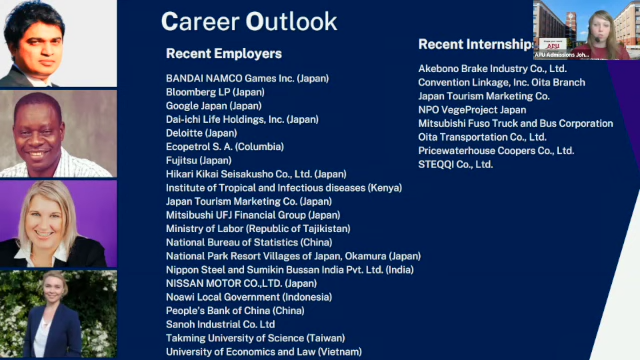 Career Outlook
Recent Employers
BANDAI NAMCO Games Inc. (Japan)
Bloomberg LP (Japan)
Google Japan (Japan)
Dai-ichi Life Holdings, Inc. (Japan)
Deloitte (Japan)
Ecopetrol S. A. (Columbia)
Fujitsu (Japan)
Hikari Kikai Seisakusho Co., Ltd. (Japan)
Institute of Tropical and Infectious diseases (Kenya)
Japan Tourism Marketing Co. (Japan)
Mitsibushi UFJ Financial Group (Japan)
Ministry of Labor (Republic of Tajikistan)
National Bureau of Statistics (China)
National Park Resort Villages of Japan, Okamura (Japan)
Nippon Steel and Sumikin Bussan India Pvt. Ltd. (India)
NISSAN MOTOR CO.,LTD. (Japan)
Noawi Local Government (Indonesia)
People's Bank of China (China)
Sanoh Industrial Co. Ltd
Takming University of Science (Taiwan)
University of Economics and Law (Vietnam)
Recent Internships
Akebono Brake Industry Co., Ltd.
Convention Linkage, Inc. Oita Branch
Japan Tourism Marketing Co.
NPO VegeProject Japan
Mitsubishi Fuso Truck and Bus Corporation
Oita Transportation Co., Ltd.
Pricewaterhouse Coopers Co., Ltd.
STEQQI Co., Ltd.
APU
APU Admissions Joh...